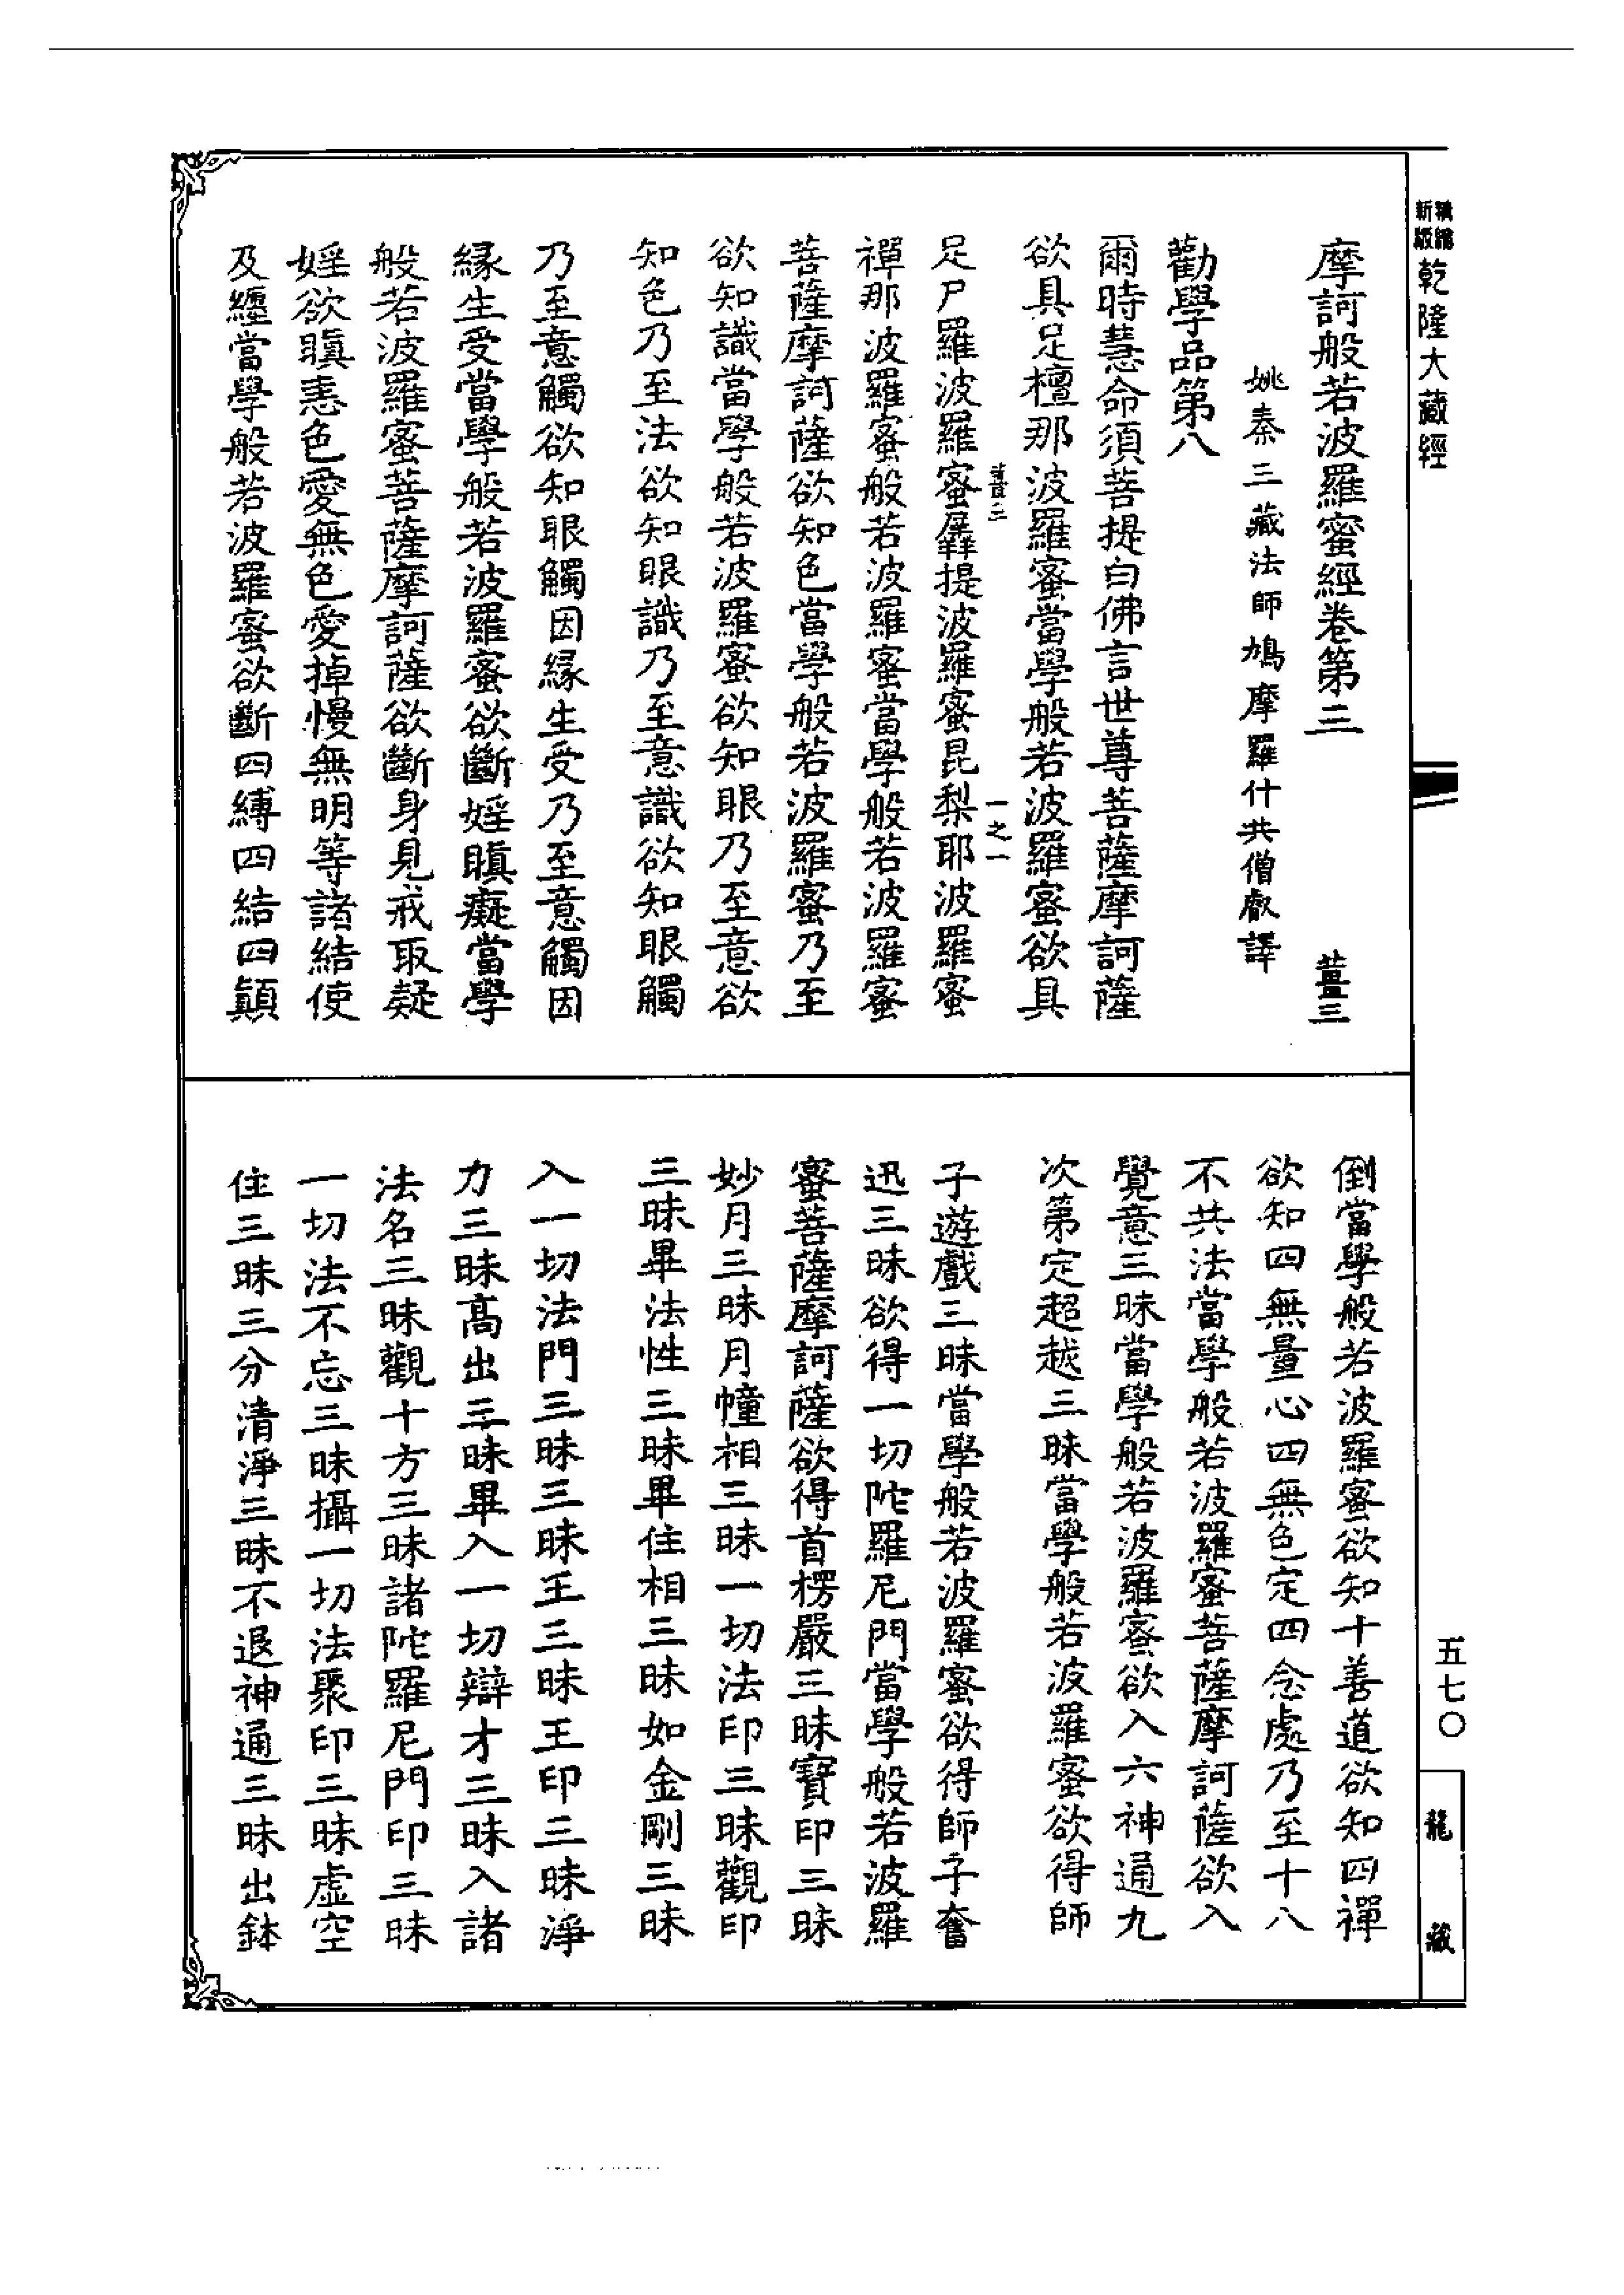 新編縮版
乾隆大藏經
摩訶般若波羅蜜經卷第三 薑三
姚秦三藏法師鳩摩羅什共僧叡譯
勸學品第八
爾時慧命須菩提白佛言世尊菩薩摩訶薩
欲具足檀那波羅蜜當學般若波羅蜜欲具
薑三 一之一
足尸羅波羅蜜羼提波羅蜜毘梨耶波羅蜜
禪那波羅蜜般若波羅蜜當學般若波羅蜜
菩薩摩訶薩欲知色當學般若波羅蜜乃至
欲知識當學般若波羅蜜欲知眼乃至意欲
知色乃至法欲知眼識乃至意識欲知眼觸
乃至意觸欲知眼觸因緣生受乃至意觸因
緣生受當學般若波羅蜜欲斷婬瞋癡當學
般若波羅蜜菩薩摩訶薩欲斷身見戒取疑
婬欲瞋恚色愛無色愛掉慢無明等諸結使
及纏當學般若波羅蜜欲斷四縛四結四顛
倒當學般若波羅蜜欲知十善道欲知四禪
欲知四無量心四無色定四念處乃至十八
不共法當學般若波羅蜜菩薩摩訶薩欲入
覺意三昧當學般若波羅蜜欲入六神通九
次第定超越三昧當學般若波羅蜜欲得師
子遊戲三昧當學般若波羅蜜欲得師子奮
迅三昧欲得一切陀羅尼門當學般若波羅
蜜菩薩摩訶薩欲得首楞嚴三昧寶印三昧
妙月三昧月幢相三昧一切法印三昧觀印
三昧畢法性三昧畢住相三昧如金剛三昧
入一切法門三昧三昧王三昧王印三昧淨
力三昧高出三昧畢入一切辯才三昧入諸
法名三昧觀十方三昧諸陀羅尼門印三昧
一切法不忘三昧攝一切法聚印三昧虛空
住三昧三分清淨三昧不退神通三昧出鉢
五七〇
龍藏